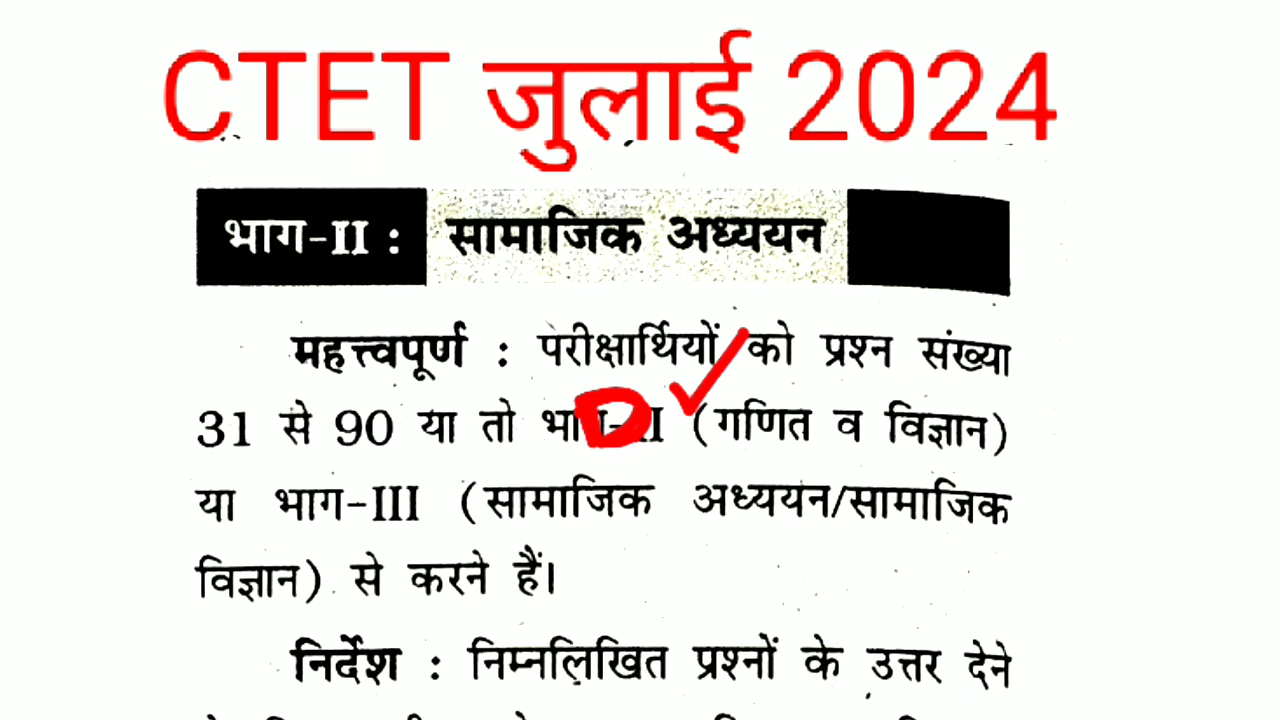 CTET जुलाई 2024
भाग-II : सामाजिक अध्ययन
महत्त्वपूर्ण : परीक्षार्थियों को प्रश्न संख्या
31 से 90 या तो भाग-II (गणित व विज्ञान)
या भाग-III (सामाजिक अध्ययन/सामाजिक
विज्ञान) से करने हैं।
निर्देश : निम्नलिखित प्रश्नों के उत्तर देने